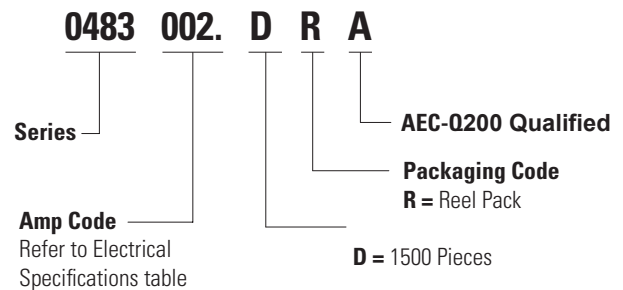 0483 002. D R A
AEC-Q200 Qualified
Series
Packaging Code
R = Reel Pack
Amp Code
Refer to Electrical
Specifications table
D = 1500 Pieces